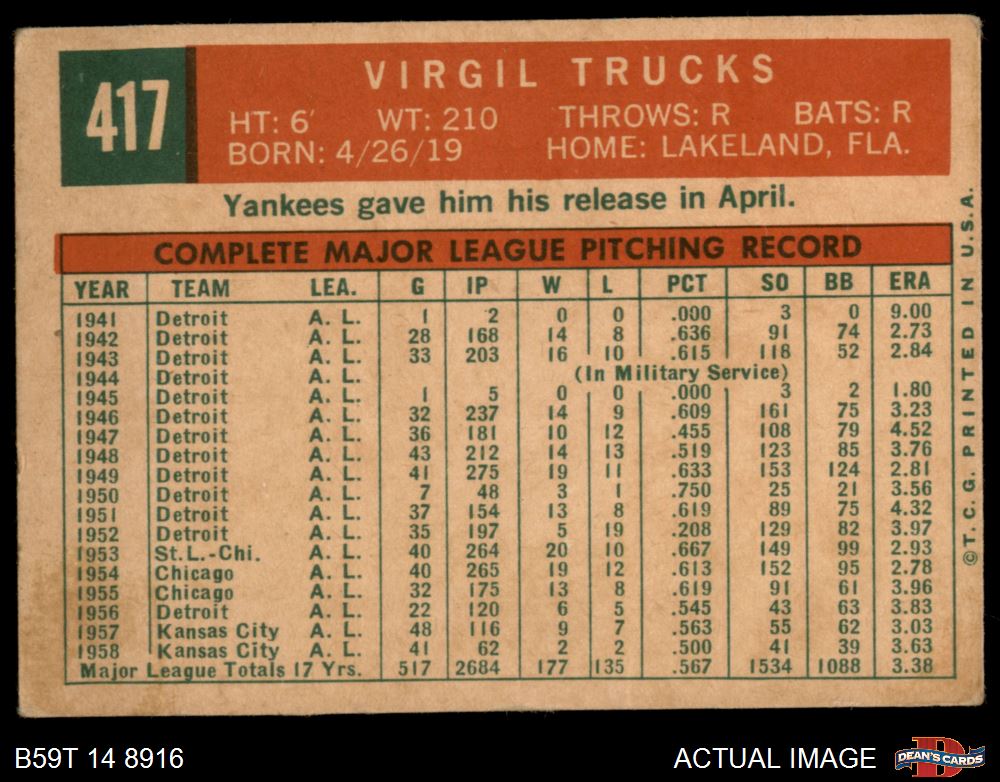 417
VIRGIL TRUCKS
HT: 6' WT: 210 THROWS: R BATS: R
BORN: 4/26/19 HOME: LAKELAND, FLA.
Yankees gave him his release in April.
COMPLETE MAJOR LEAGUE PITCHING RECORD
YEAR TEAM LEA. G IP W L PCT SO BB ERA
1941 Detroit A. L. 1 2 0 0 .000 3 0 9.00
1942 Detroit A. L. 28 168 14 8 .636 91 74 2.73
1943 Detroit A. L. 33 203 16 10 .615 118 52 2.84
1944 Detroit A. L. (In Military Service)
1945 Detroit A. L. 1 5 0 0 .000 3 2 1.80
1946 Detroit A. L. 32 237 14 9 .609 161 75 3.23
1947 Detroit A. L. 36 181 10 12 .455 108 79 4.52
1948 Detroit A. L. 43 212 14 13 .519 123 85 3.76
1949 Detroit A. L. 41 275 19 11 .633 153 124 2.81
1950 Detroit A. L. 7 48 3 1 .750 25 21 3.56
1951 Detroit A. L. 37 154 13 8 .619 89 75 4.32
1952 Detroit A. L. 35 197 5 19 .208 129 82 3.97
1953 St. L.-Chi. A. L. 40 264 20 10 .667 149 99 2.93
1954 Chicago A. L. 40 265 19 12 .613 152 95 2.78
1955 Chicago A. L. 32 175 13 8 .619 91 61 3.96
1956 Detroit A. L. 22 120 6 5 .545 43 63 3.83
1957 Kansas City A. L. 48 116 9 7 .563 55 62 3.03
1958 Kansas City A. L. 41 62 2 2 .500 41 39 3.63
Major League Totals 17 Yrs. 517 2684 177 135 .567 1534 1088 3.38
©T. C. G. PRINTED IN U.S.A.
B59T 14 8916
ACTUAL IMAGE
D
DEAN'S CARDS